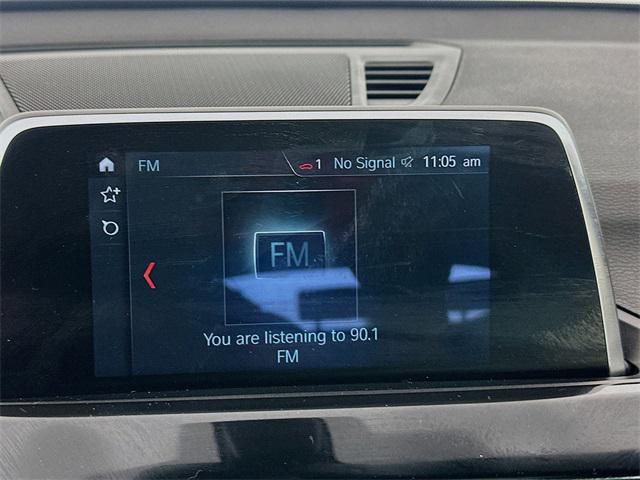 FM
1 No Signal 11:05 am
FM
You are listening to 90.1
FM